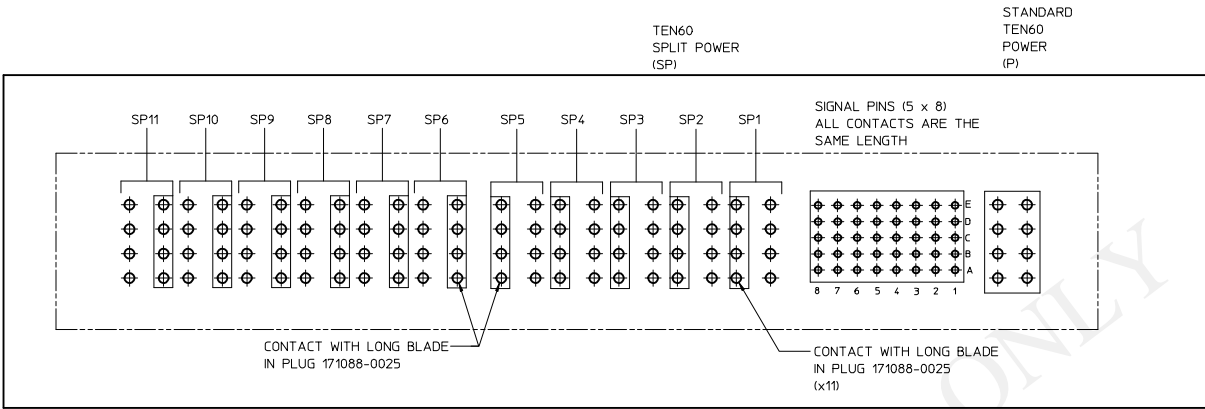 TEN60
SPLIT POWER
(SP)
STANDARD
TEN60
POWER
(P)
SIGNAL PINS (5 x 8)
ALL CONTACTS ARE THE
SAME LENGTH
SP11 SP10 SP9 SP8 SP7 SP6 SP5 SP4 SP3 SP2 SP1
E
D
C
B
A
8 7 6 5 4 3 2 1
CONTACT WITH LONG BLADE
IN PLUG 171088-0025
CONTACT WITH LONG BLADE
IN PLUG 171088-0025
(x11)
ONLY